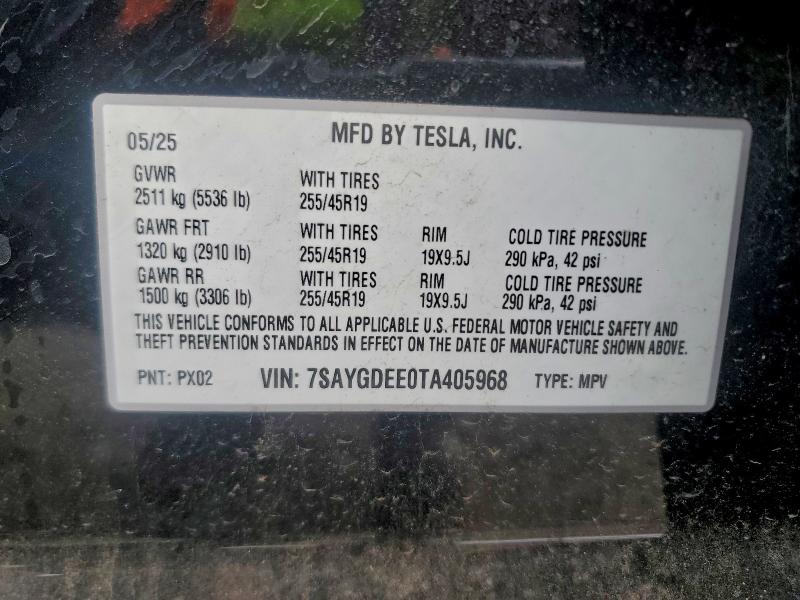 05/25 MFD BY TESLA, INC.
GVWR
2511 kg (5536 lb) WITH TIRES 255/45R19
GAWR FRT WITH TIRES RIM COLD TIRE PRESSURE
1320 kg (2910 lb) 255/45R19 19X9.5J 290 kPa, 42 psi
GAWR RR WITH TIRES RIM COLD TIRE PRESSURE
1500 kg (3306 lb) 255/45R19 19X9.5J 290 kPa, 42 psi
THIS VEHICLE CONFORMS TO ALL APPLICABLE U.S. FEDERAL MOTOR VEHICLE SAFETY AND
THEFT PREVENTION STANDARDS IN EFFECT ON THE DATE OF MANUFACTURE SHOWN ABOVE.
PNT: PX02 VIN: 7SAYGDEE0TA405968 TYPE: MPV